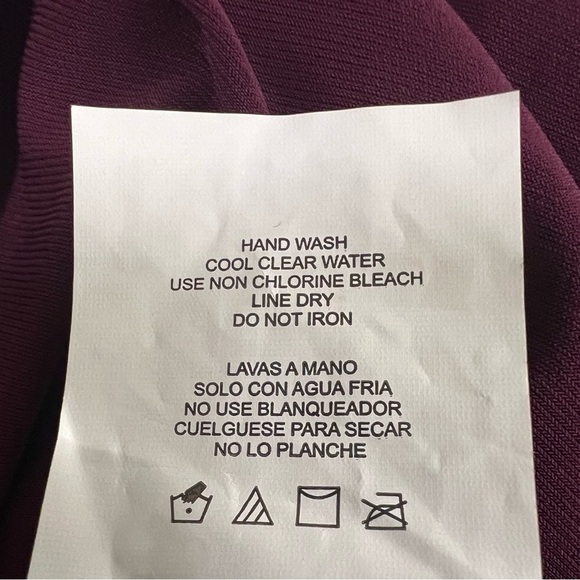 HAND WASH
COOL CLEAR WATER
USE NON CHLORINE BLEACH
LINE DRY
DO NOT IRON
LAVAS A MANO
SOLO CON AGUA FRIA
NO USE BLANQUEADOR
CUELGUESE PARA SECAR
NO LO PLANCHE